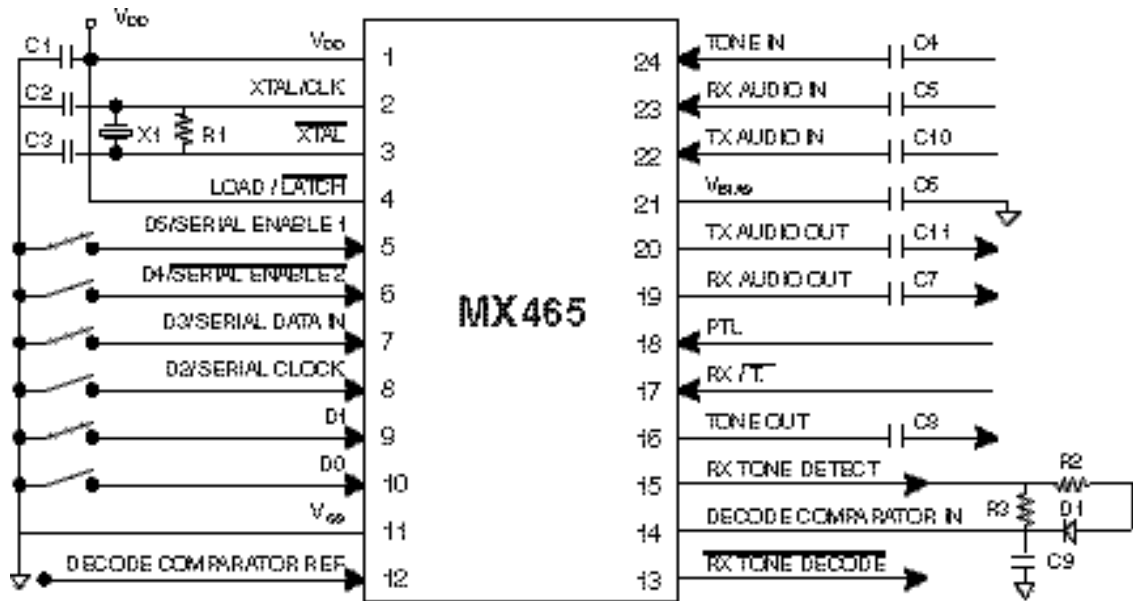 VDD
C1
VDD
1
C2
XTAL/CLK
2
X1
R1
C3
XTAL
3
LOAD / LATCH
4
D5/SERIAL ENABLE 1
5
D4/SERIAL ENABLE 2
6
D3/SERIAL DATA IN
7
D2/SERIAL CLOCK
8
D1
9
D0
10
VSS
11
DECODE COMPARATOR REF
12
MX465
24
TONE IN
C4
23
RX AUDIO IN
C5
22
TX AUDIO IN
C10
21
VBIAS
C6
20
TX AUDIO OUT
C11
19
RX AUDIO OUT
C7
18
PTL
17
RX /
16
TONE OUT
15
RX TONE DETECT
R2
R3
D1
14
DECODE COMPARATOR IN
C9
13
RX TONE DECODE